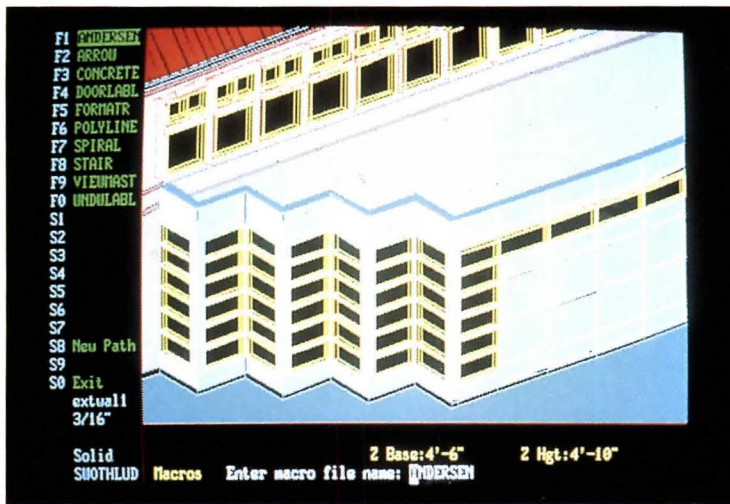 F1 ANDERSEN
F2 ARROW
F3 CONCRETE
F4 DOORLABL
F5 FORMATR
F6 POLYLINE
F7 SPIRAL
F8 STAIR
F9 VIEWMAST
F0 UNDULABL
S1
S2
S3
S4
S5
S6
S7
S8 New Path
S9
S0 Exit
extwall
3/16"
Solid Z Base:4'-6" Z Hgt:4'-10"
SWOTHLUD Macros Enter macro file name: ANDERSEN